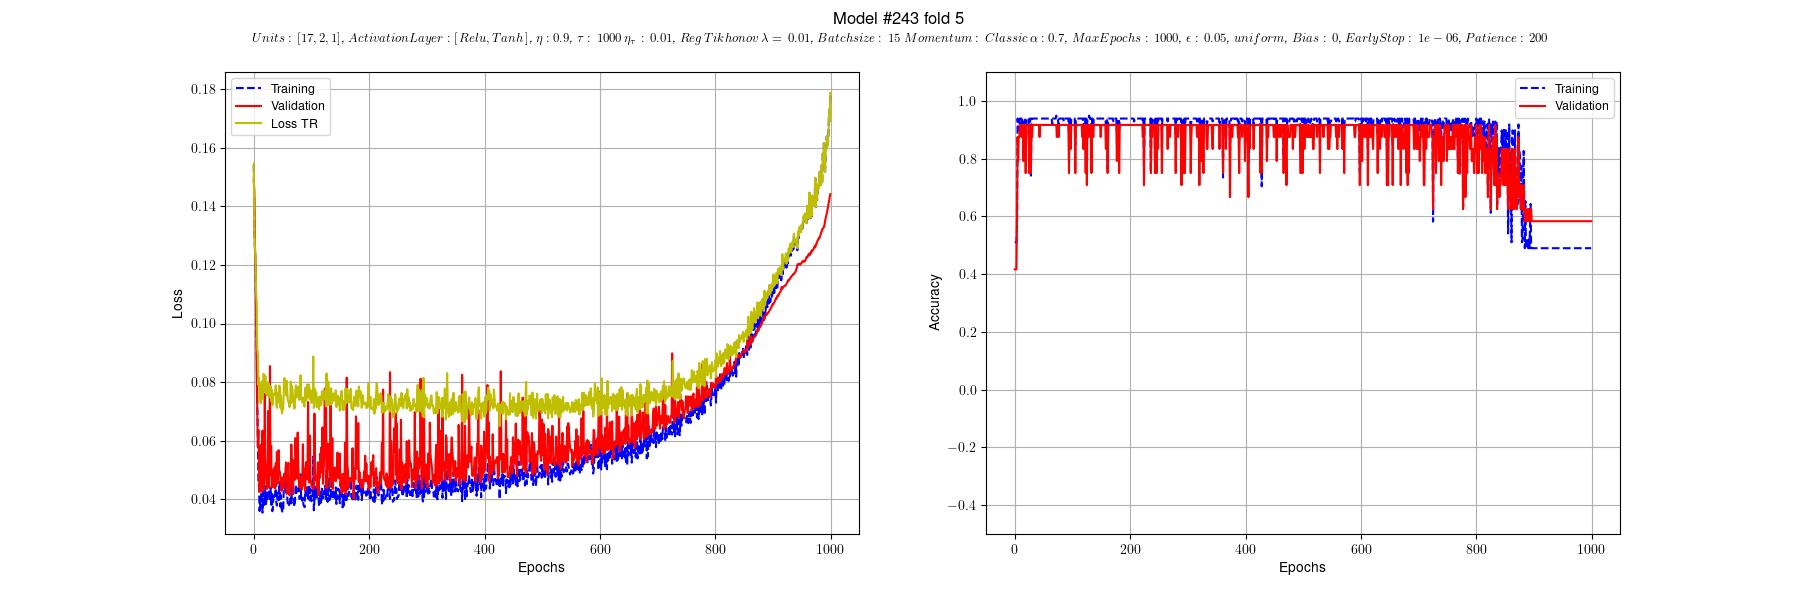 Model #243 fold 5
Units : [17, 2, 1], ActivationLayer : [Relu, Tanh], η : 0.9, τ : 1000 ητ : 0.01, Reg Tikhonov λ = 0.01, Batchsize : 15 Momentum : Classic α : 0.7, MaxEpochs : 1000, ϵ : 0.05, uniform, Bias : 0, EarlyStop : 1e − 06, Patience : 200
Training
Validation
Loss TR
0.18
0.16
0.14
0.12
0.10
0.08
0.06
0.04
Loss
0 200 400 600 800 1000
Epochs
Training
Validation
1.0
0.8
0.6
0.4
0.2
0.0
−0.2
−0.4
Accuracy
0 200 400 600 800 1000
Epochs